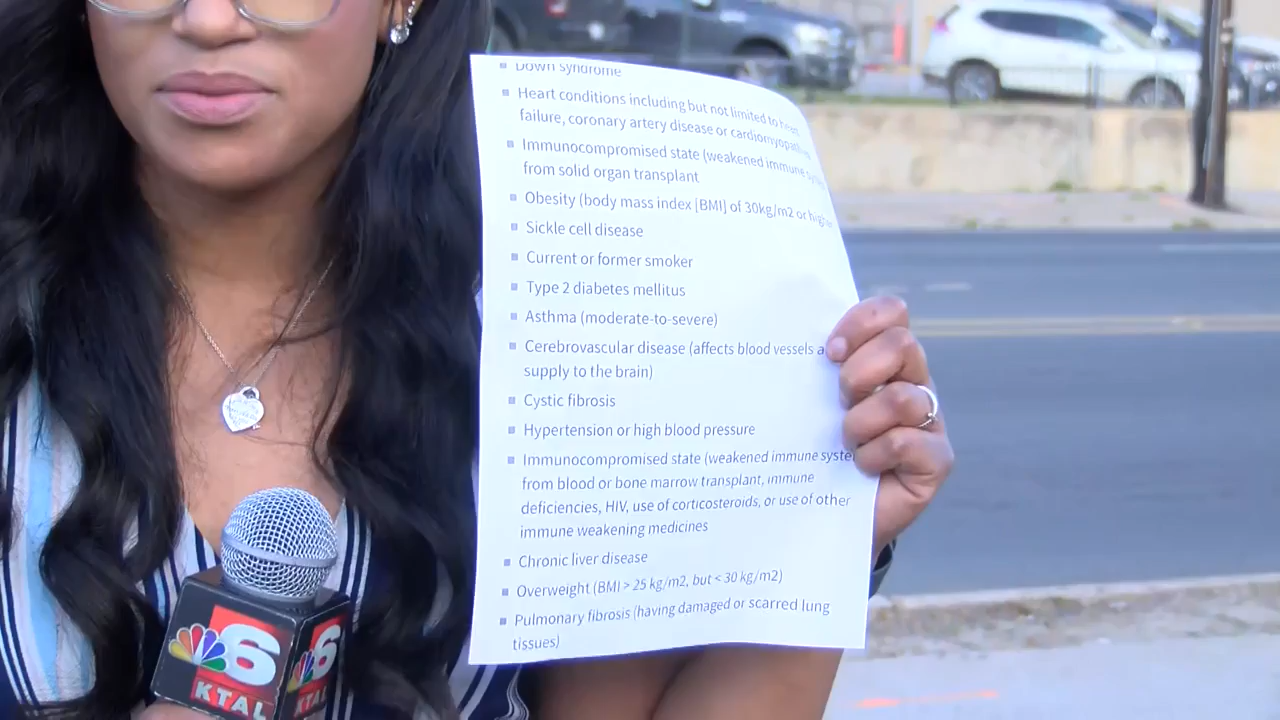 Down syndrome
Heart conditions including but not limited to heart
failure, coronary artery disease or
Immunocompromised state (weakened immune
from solid organ transplant
Obesity (body mass index [BMI] of 30kg/m2 or
Sickle cell disease
Current or former smoker
Type 2 diabetes mellitus
Asthma (moderate-to-severe)
Cerebrovascular disease (affects blood vessels a
supply to the brain)
Cystic fibrosis
Hypertension or high blood pressure
Immunocompromised state (weakened immune syste
from blood or bone marrow transplant, immune
deficiencies, HIV, use of corticosteroids, or use of other
immune weakening medicines
Chronic liver disease
Overweight (BMI > 25 kg/m2, but < 30 kg/m2)
Pulmonary fibrosis (having damaged or scarred lung
tissues)
6
KTAL
6
KTAL